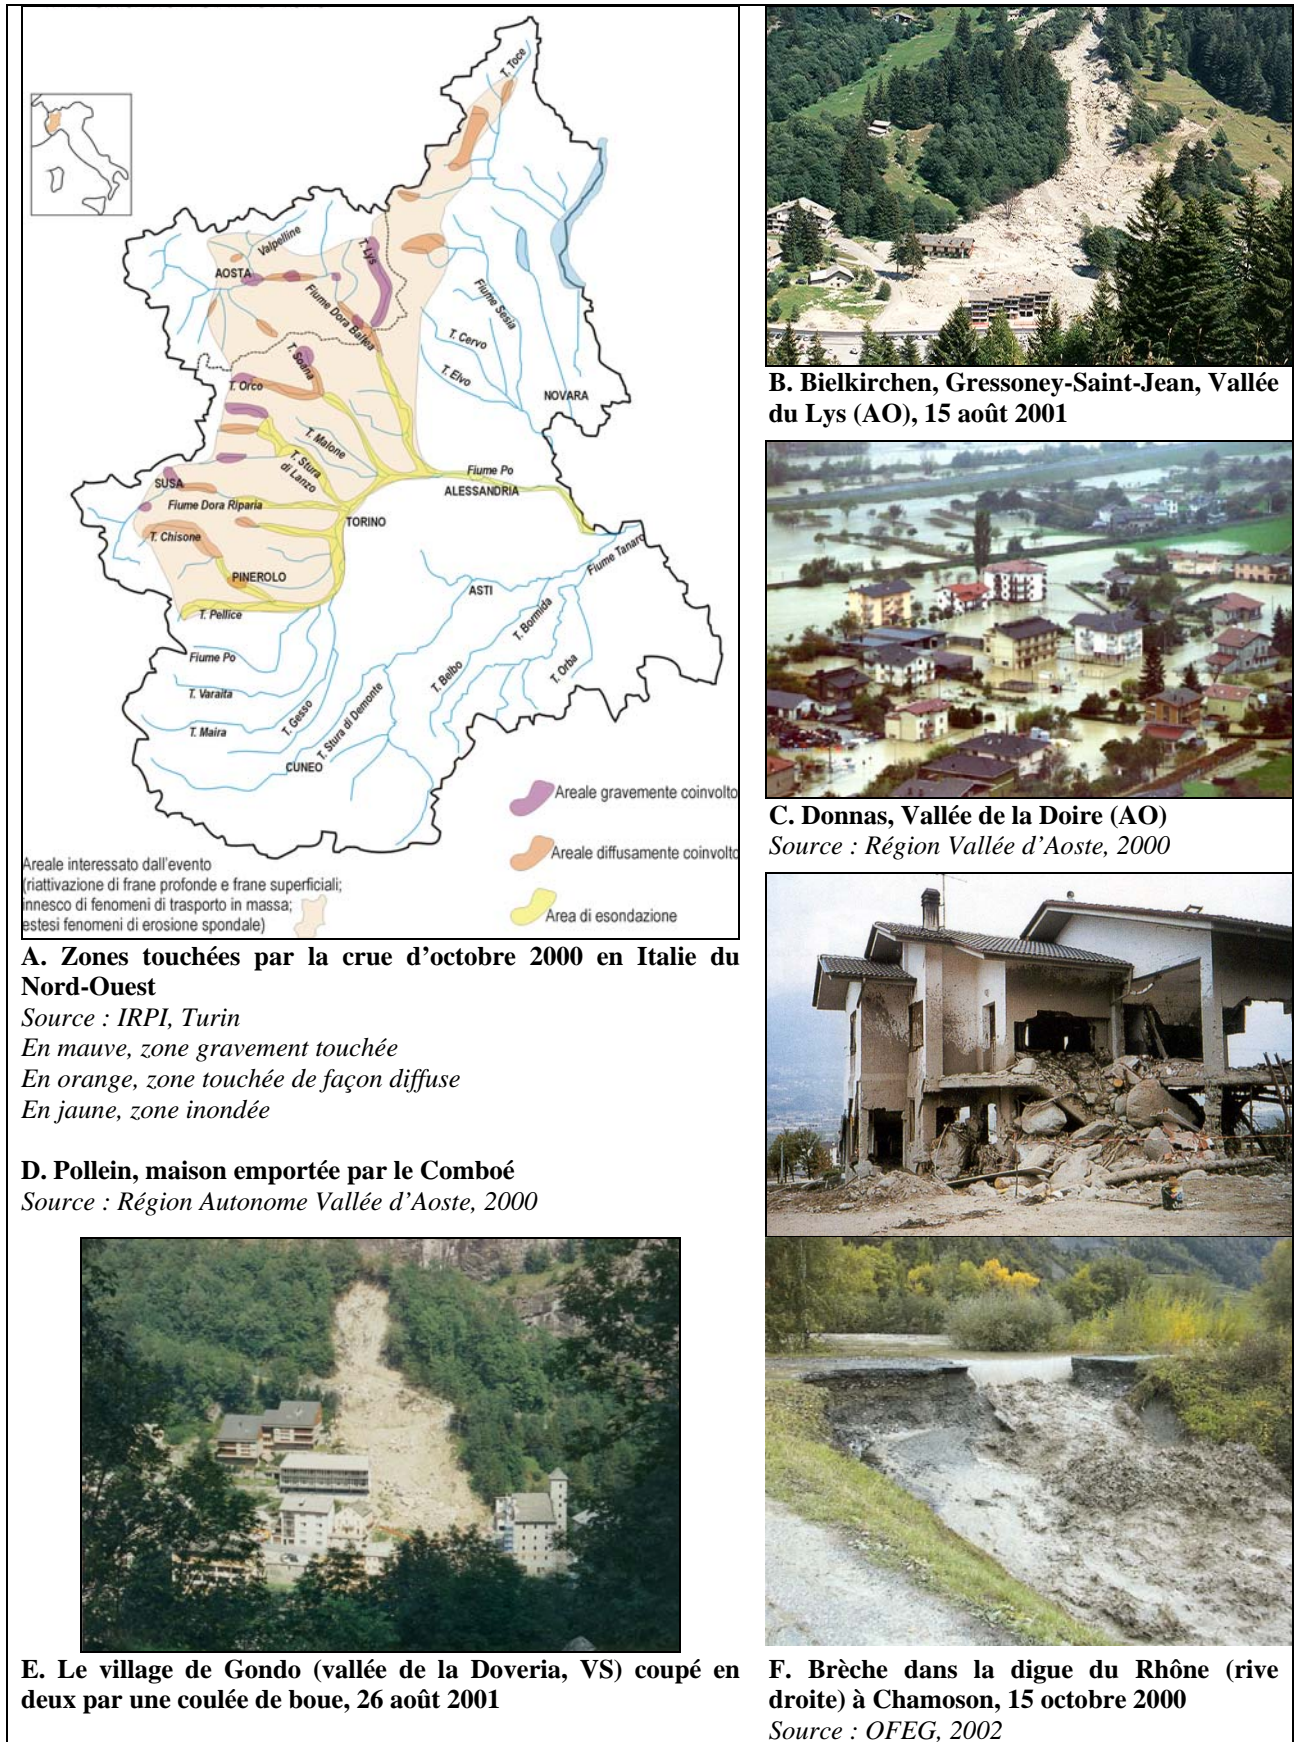 T. Toce
Valpelline
T. Lys
AOSTA
Fiume Dora Baltea
Fiume Sesia
T. Cervo
T. Elvo
T. Soana
T. Orco
NOVARA
T. Malone
T. Stura
di Lanzo
Fiume Po
ALESSANDRIA
SUSA
Fiume Dora Riparia
TORINO
T. Chisone
PINEROLO
Fiume Tanaro
ASTI
T. Pellice
T. Bormida
Fiume Po
T. Belbo
T. Orba
T. Varaita
T. Gesso
T. Stura di Demonte
T. Maira
CUNEO
Areale gravemente coinvolto
Areale diffusamente coinvolto
Area di esondazione
Areale interessato dall'evento
(riattivazione di frane profonde e frane superficiali;
innesco di fenomeni di trasporto in massa;
estesi fenomeni di erosione spondale)
A. Zones touchées par la crue d'octobre 2000 en Italie du
Nord-Ouest
Source : IRPI, Turin
En mauve, zone gravement touchée
En orange, zone touchée de façon diffuse
En jaune, zone inondée
D. Pollein, maison emportée par le Comboé
Source : Région Autonome Vallée d'Aoste, 2000
E. Le village de Gondo (vallée de la Doveria, VS) coupé en
deux par une coulée de boue, 26 août 2001
B. Bielkirchen, Gressoney-Saint-Jean, Vallée
du Lys (AO), 15 août 2001
C. Donnas, Vallée de la Doire (AO)
Source : Région Vallée d'Aoste, 2000
F. Brèche dans la digue du Rhône (rive
droite) à Chamoson, 15 octobre 2000
Source : OFEG, 2002